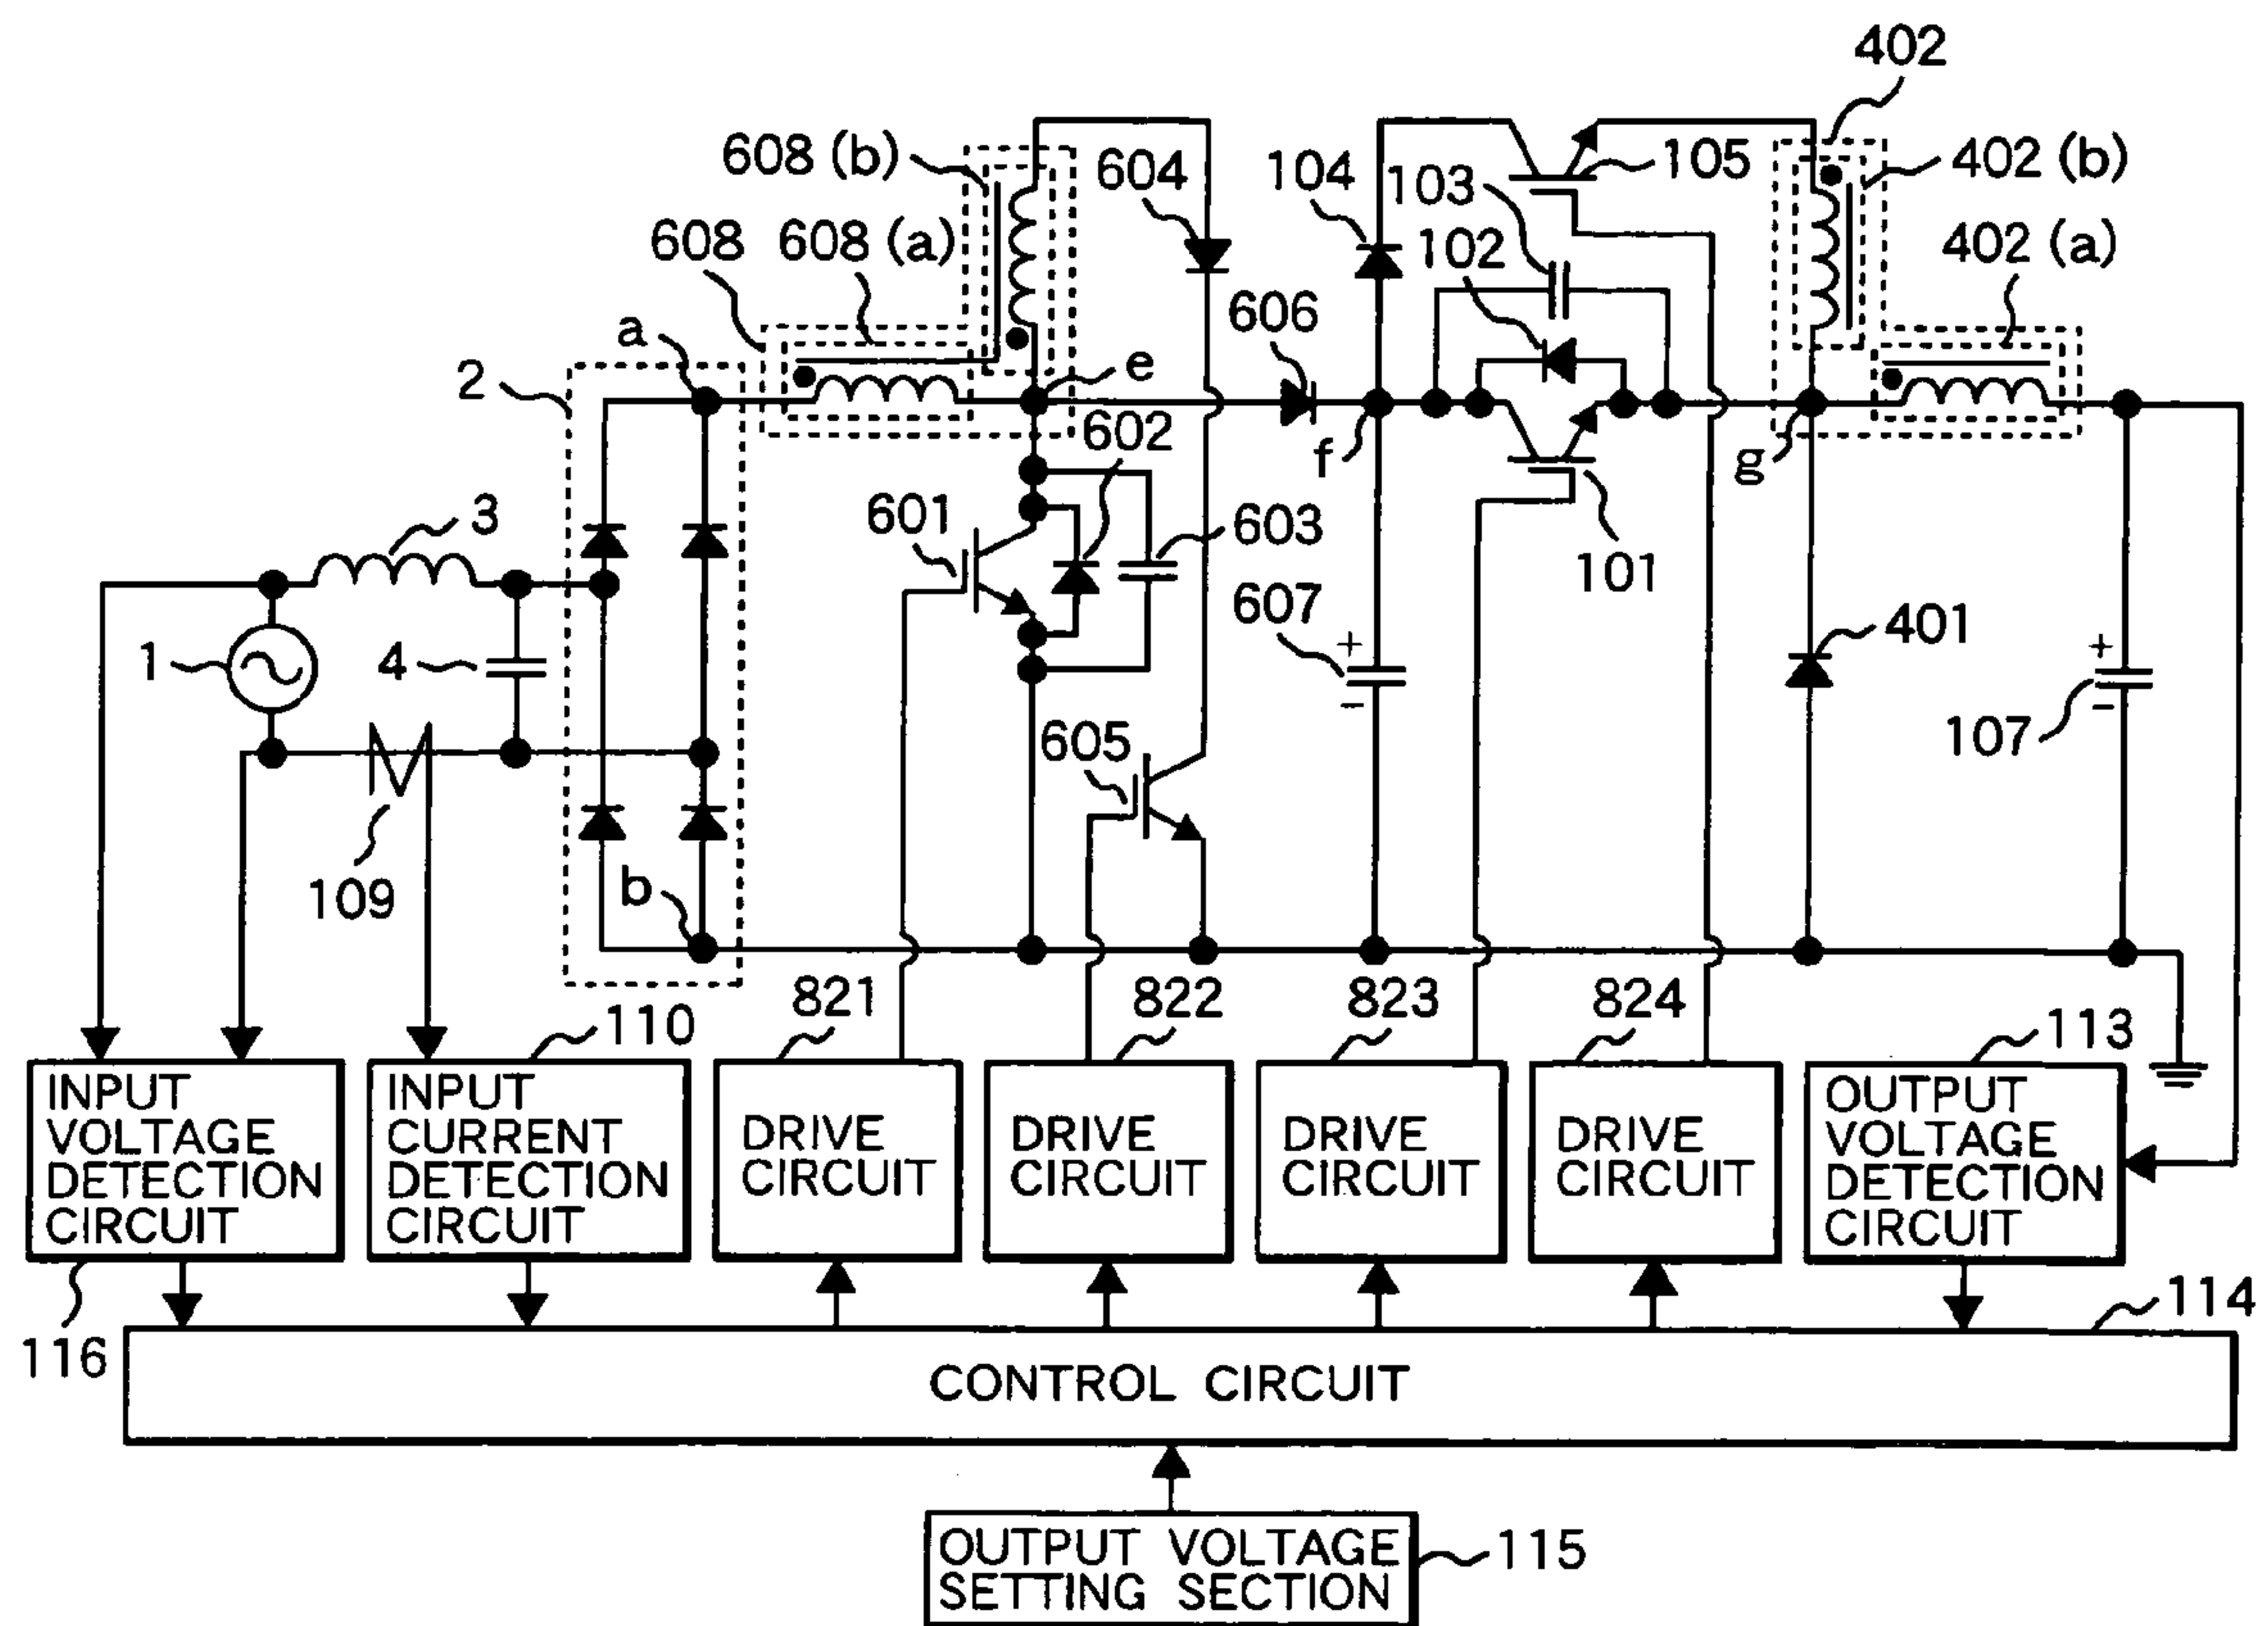 402
608 (b)
604
104
103
105
402 (b)
608
608 (a)
102
402 (a)
606
a
2
e
602
f
g
3
601
603
101
607
+
401
+
1
4
605
−
107
−
109
b
821
822
823
824
110
113
INPUT
VOLTAGE
DETECTION
CIRCUIT
INPUT
CURRENT
DETECTION
CIRCUIT
DRIVE
CIRCUIT
DRIVE
CIRCUIT
DRIVE
CIRCUIT
DRIVE
CIRCUIT
OUTPUT
VOLTAGE
DETECTION
CIRCUIT
116
114
CONTROL CIRCUIT
OUTPUT VOLTAGE
SETTING SECTION
115